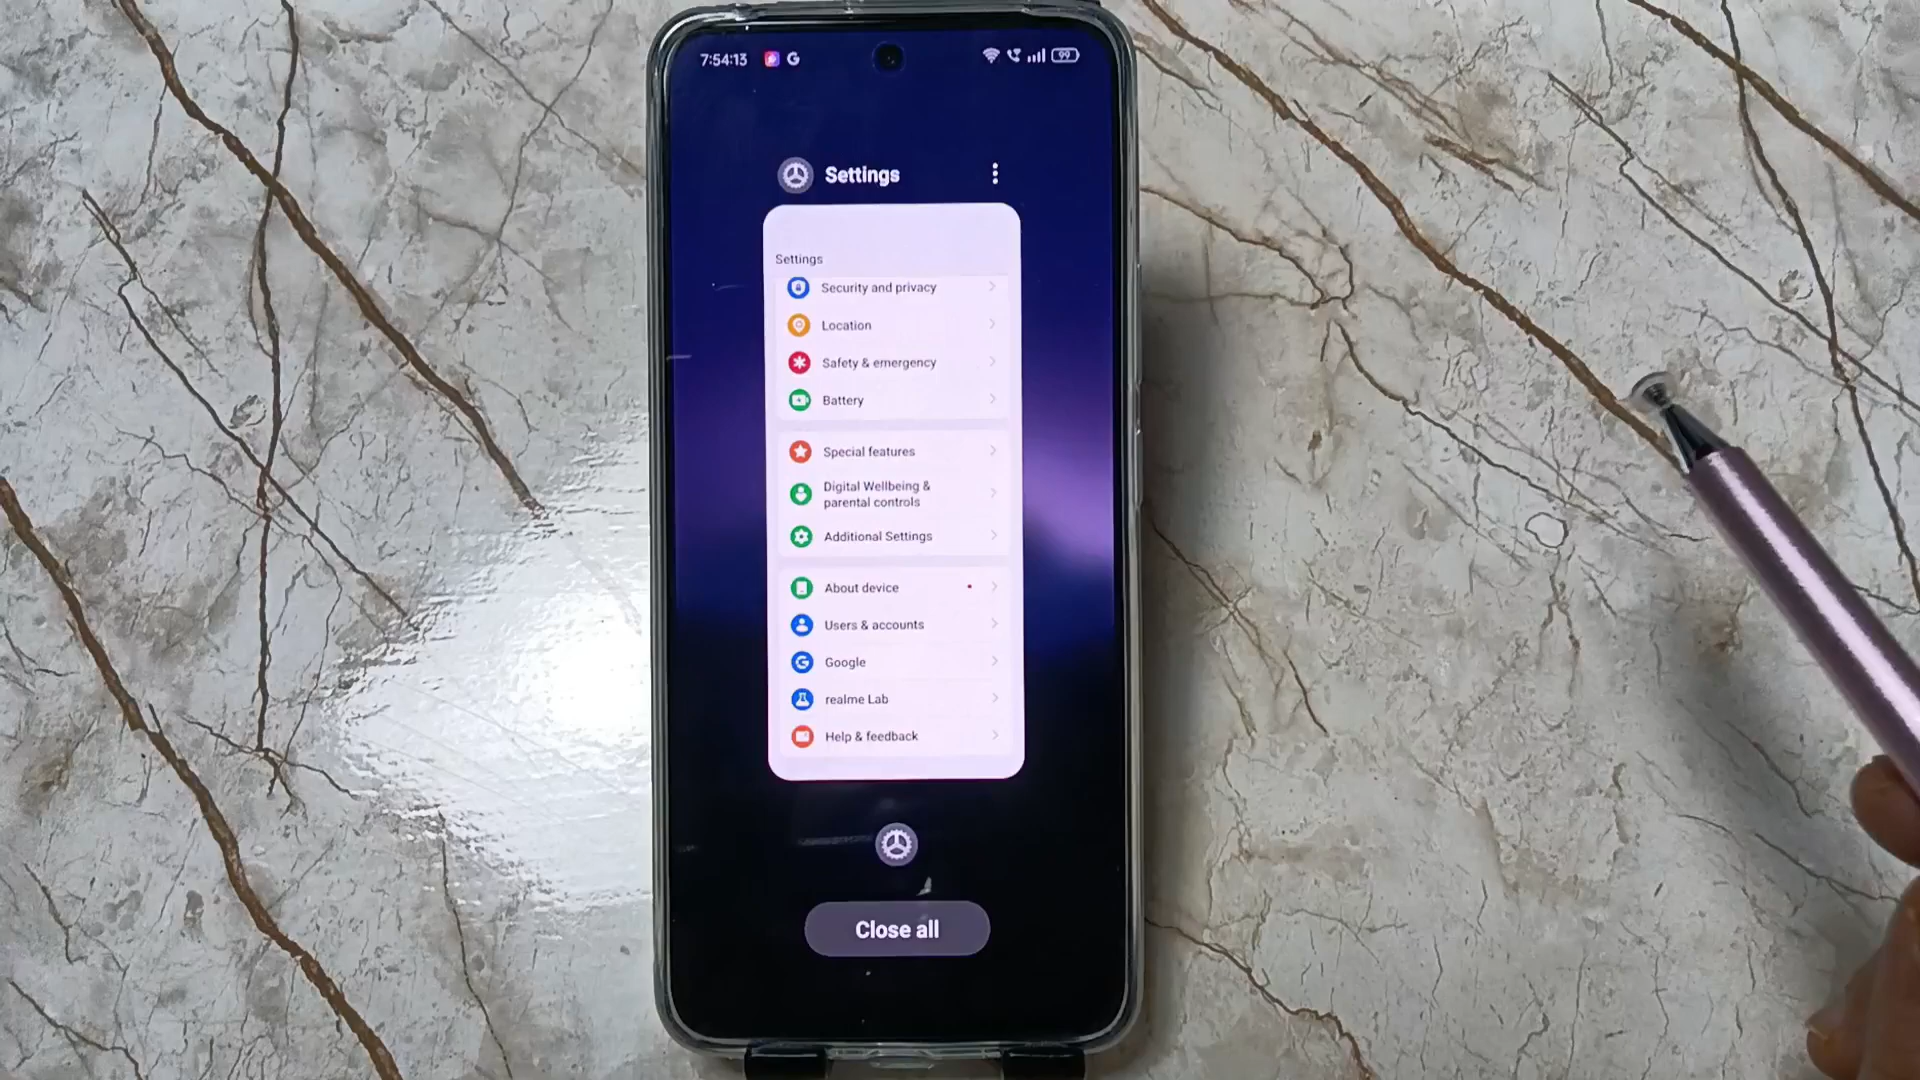 7:54:13 G 99
Settings
Settings
Security and privacy
Location
Safety & emergency
Battery
Special features
Digital Wellbeing &
parental controls
Additional Settings
About device
Users & accounts
Google
realme Lab
Help & feedback
Close all